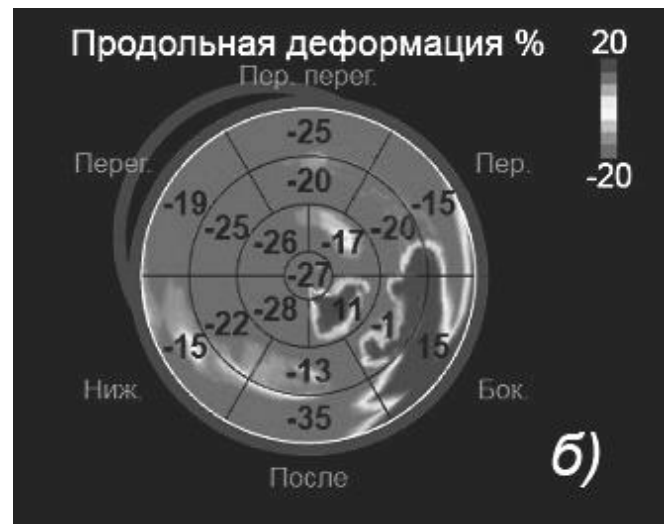 Продольная деформация %
20
-20
Пер. перег.
Перег.
Пер.
-25
-20
-19
-15
-25
-20
-26
-17
-27
-28
11
-22
-1
-15
15
-13
Ниж.
Бок.
-35
После
б)